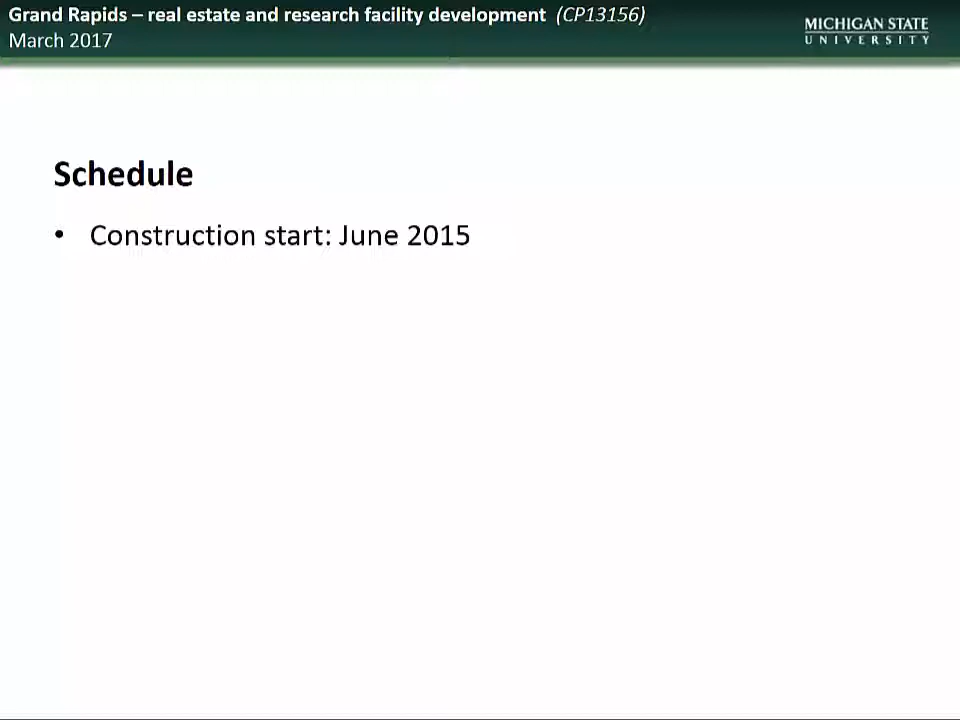 Grand Rapids – real estate and research facility development (CP13156)
March 2017
MICHIGAN STATE
UNIVERSITY
Schedule
• Construction start: June 2015